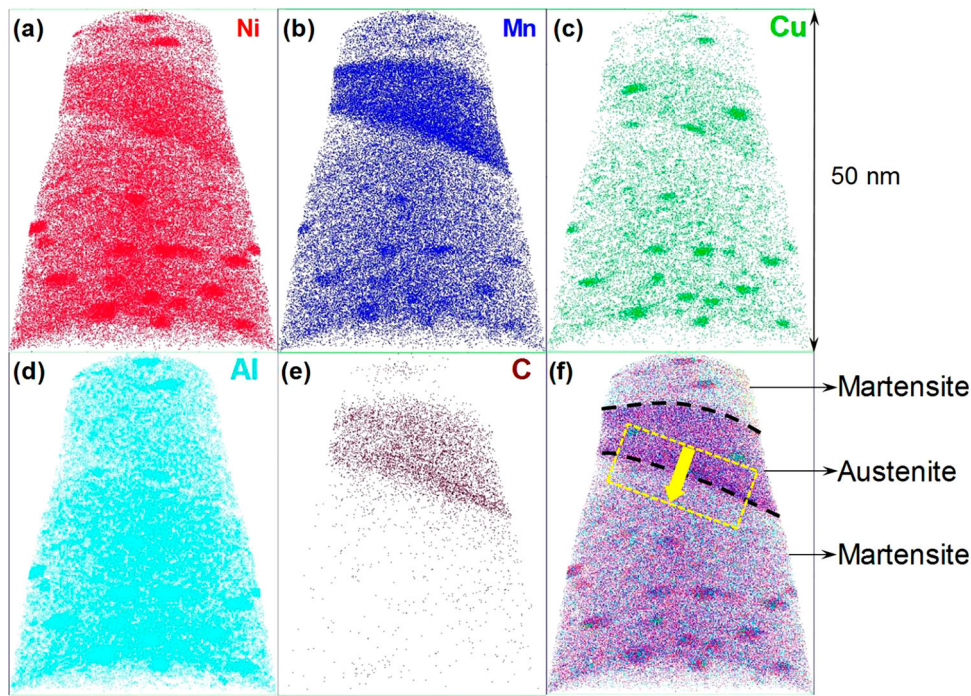 (a) Ni
(b) Mn
(c) Cu
50 nm
(d) Al
(e) C
(f)
Martensite
Austenite
Martensite